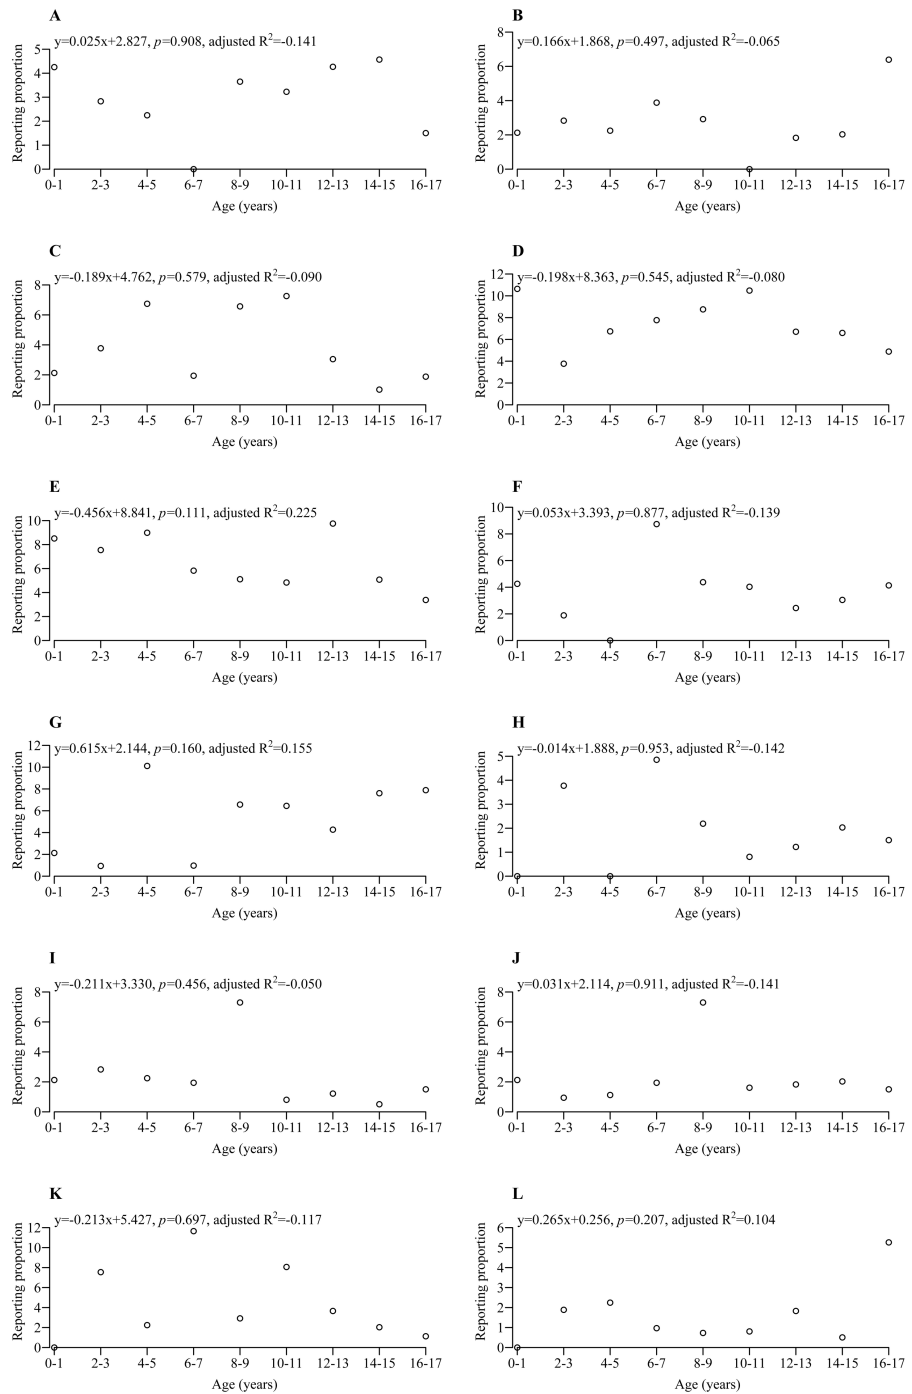 A
y=0.025x+2.827, p=0.908, adjusted R²=-0.141
Reporting proportion
5
4
3
2
1
0
0-1 2-3 4-5 6-7 8-9 10-11 12-13 14-15 16-17
Age (years)
B
y=0.166x+1.868, p=0.497, adjusted R²=-0.065
Reporting proportion
8
6
4
2
0
0-1 2-3 4-5 6-7 8-9 10-11 12-13 14-15 16-17
Age (years)
C
y=-0.189x+4.762, p=0.579, adjusted R²=-0.090
Reporting proportion
8
6
4
2
0
0-1 2-3 4-5 6-7 8-9 10-11 12-13 14-15 16-17
Age (years)
D
y=-0.198x+8.363, p=0.545, adjusted R²=-0.080
Reporting proportion
12
10
8
6
4
2
0
0-1 2-3 4-5 6-7 8-9 10-11 12-13 14-15 16-17
Age (years)
E
y=-0.456x+8.841, p=0.111, adjusted R²=0.225
Reporting proportion
10
8
6
4
2
0
0-1 2-3 4-5 6-7 8-9 10-11 12-13 14-15 16-17
Age (years)
F
y=0.053x+3.393, p=0.877, adjusted R²=-0.139
Reporting proportion
10
8
6
4
2
0
0-1 2-3 4-5 6-7 8-9 10-11 12-13 14-15 16-17
Age (years)
G
y=0.615x+2.144, p=0.160, adjusted R²=0.155
Reporting proportion
12
10
8
6
4
2
0
0-1 2-3 4-5 6-7 8-9 10-11 12-13 14-15 16-17
Age (years)
H
y=-0.014x+1.888, p=0.953, adjusted R²=-0.142
Reporting proportion
5
4
3
2
1
0
0-1 2-3 4-5 6-7 8-9 10-11 12-13 14-15 16-17
Age (years)
I
y=-0.211x+3.330, p=0.456, adjusted R²=-0.050
Reporting proportion
8
6
4
2
0
0-1 2-3 4-5 6-7 8-9 10-11 12-13 14-15 16-17
Age (years)
J
y=0.031x+2.114, p=0.911, adjusted R²=-0.141
Reporting proportion
8
6
4
2
0
0-1 2-3 4-5 6-7 8-9 10-11 12-13 14-15 16-17
Age (years)
K
y=-0.213x+5.427, p=0.697, adjusted R²=-0.117
Reporting proportion
12
10
8
6
4
2
0
0-1 2-3 4-5 6-7 8-9 10-11 12-13 14-15 16-17
Age (years)
L
y=0.265x+0.256, p=0.207, adjusted R²=0.104
Reporting proportion
6
5
4
3
2
1
0
0-1 2-3 4-5 6-7 8-9 10-11 12-13 14-15 16-17
Age (years)